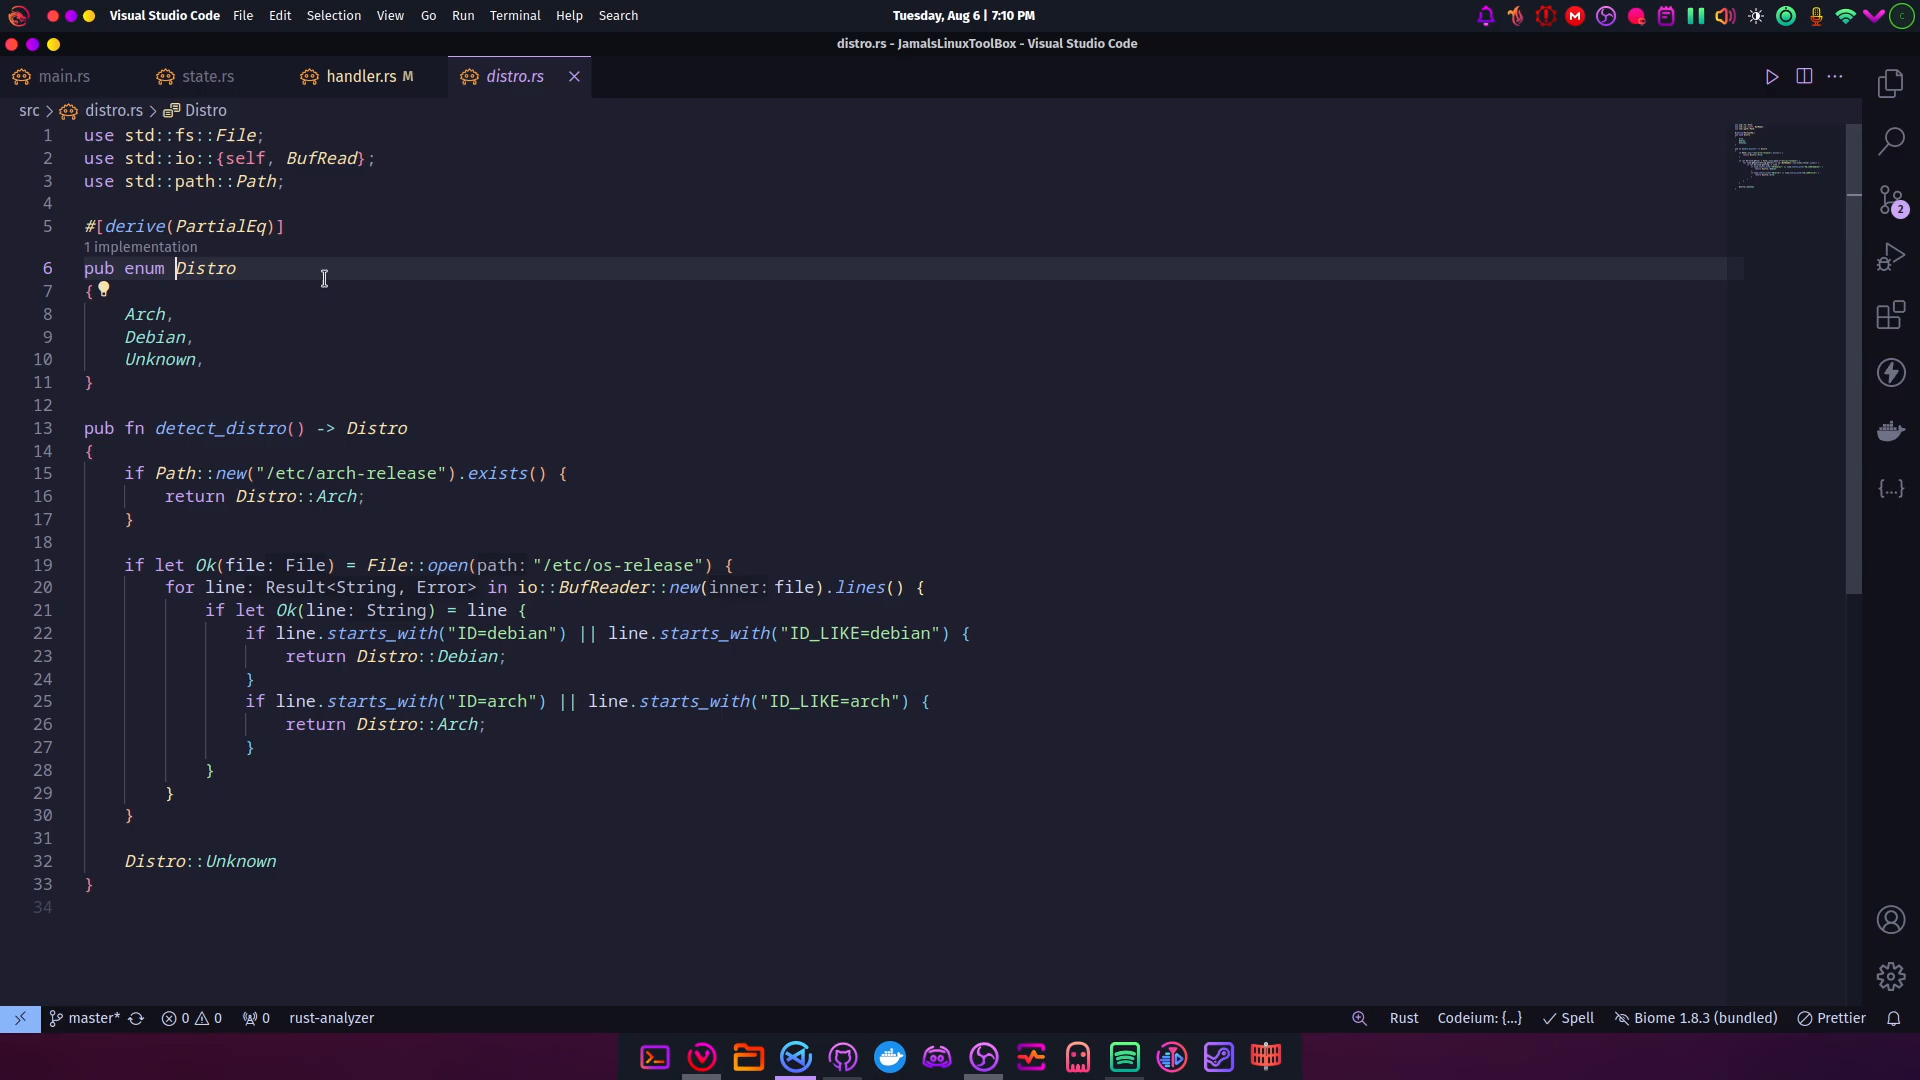 Visual Studio Code File Edit Selection View Go Run Terminal Help Search
Tuesday, Aug 6 | 7:10 PM
distro.rs - JamalsLinuxToolBox - Visual Studio Code
main.rs
state.rs
handler.rs M
distro.rs
src > distro.rs > Distro
1 use std::fs::File;
2 use std::io::{self, BufRead};
3 use std::path::Path;
4
5 #[derive(PartialEq)]
1 implementation
6 pub enum Distro
7 {
8 Arch,
9 Debian,
10 Unknown,
11 }
12
13 pub fn detect_distro() -> Distro
14 {
15 if Path::new("/etc/arch-release").exists() {
16 return Distro::Arch;
17 }
18
19 if let Ok(file: File) = File::open(path: "/etc/os-release") {
20 for line: Result<String, Error> in io::BufReader::new(inner: file).lines() {
21 if let Ok(line: String) = line {
22 if line.starts_with("ID=debian") || line.starts_with("ID_LIKE=debian") {
23 return Distro::Debian;
24 }
25 if line.starts_with("ID=arch") || line.starts_with("ID_LIKE=arch") {
26 return Distro::Arch;
27 }
28 }
29 }
30 }
31
32 Distro::Unknown
33 }
34
2
master* 0 0 0 rust-analyzer
Rust Codeium: {...} Spell Biome 1.8.3 (bundled) Prettier